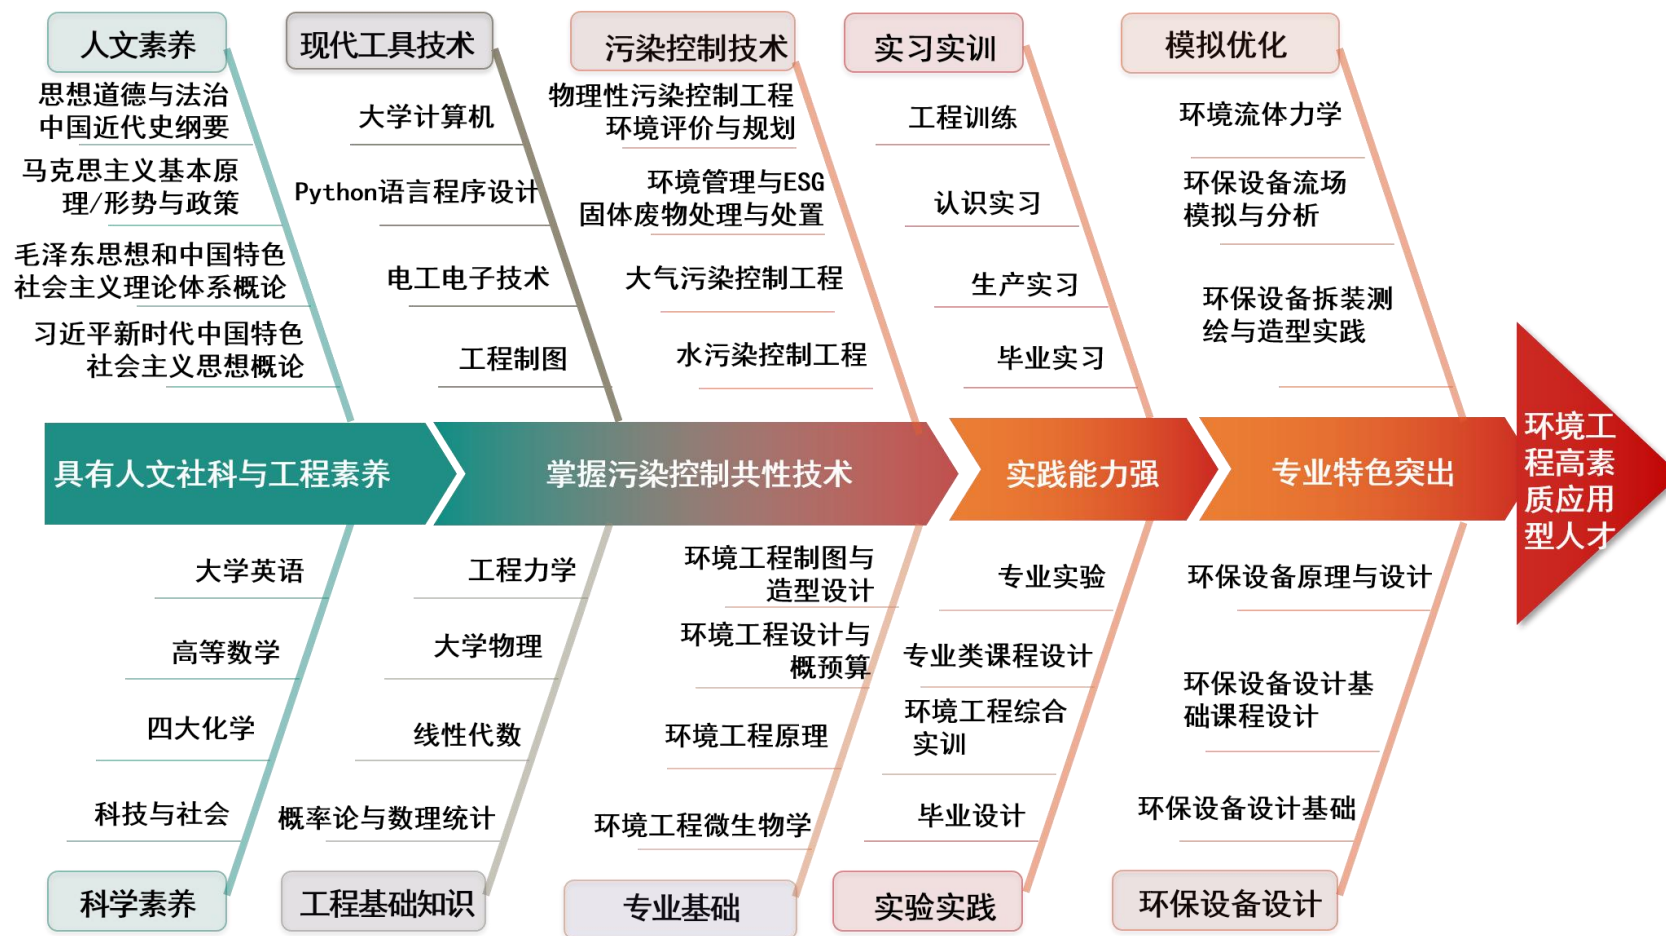 人文素养
思想道德与法治
中国近代史纲要
马克思主义基本原
理/形势与政策
毛泽东思想和中国特色
社会主义理论体系概论
习近平新时代中国特色
社会主义思想概论
现代工具技术
大学计算机
Python语言程序设计
电工电子技术
工程制图
污染控制技术
物理性污染控制工程
环境评价与规划
环境管理与ESG
固体废物处理与处置
大气污染控制工程
水污染控制工程
实习实训
工程训练
认识实习
生产实习
毕业实习
模拟优化
环境流体力学
环保设备流场
模拟与分析
环保设备拆装测
绘与造型实践
具有人文社科与工程素养
掌握污染控制共性技术
实践能力强
专业特色突出
环境工
程高素
质应用
型人才
大学英语
高等数学
四大化学
科技与社会
科学素养
工程力学
大学物理
线性代数
概率论与数理统计
工程基础知识
环境工程制图与
造型设计
环境工程设计与
概预算
环境工程原理
环境工程微生物学
专业基础
专业实验
专业类课程设计
环境工程综合
实训
毕业设计
实验实践
环保设备原理与设计
环保设备设计基
础课程设计
环保设备设计基础
环保设备设计